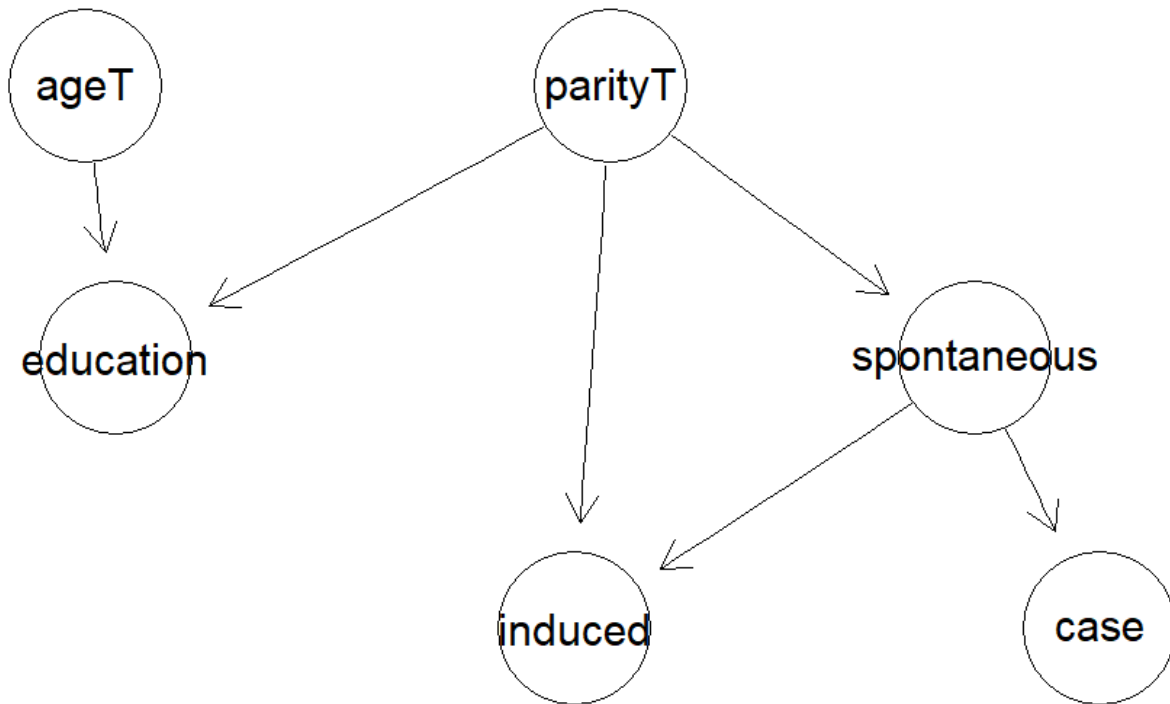 ageT
parityT
education
spontaneous
induced
case